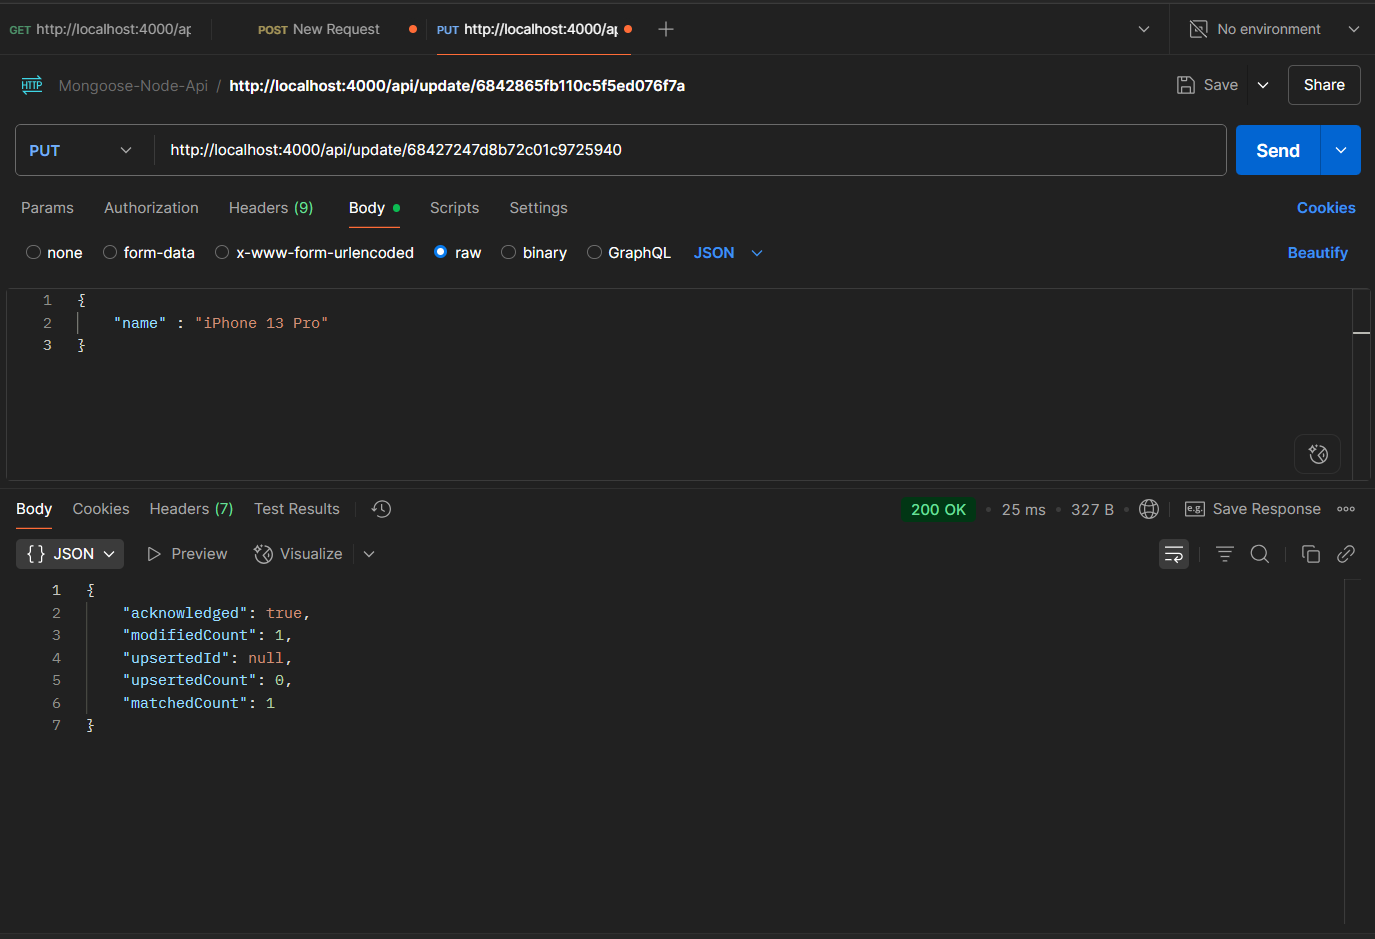 GET http://localhost:4000/ap
POST New Request
PUT http://localhost:4000/ap
No environment
HTTP Mongoose-Node-Api / http://localhost:4000/api/update/6842865fb110c5f5ed076f7a
Save
Share
PUT http://localhost:4000/api/update/68427247d8b72c01c9725940
Send
Params Authorization Headers (9) Body Scripts Settings Cookies
none form-data x-www-form-urlencoded raw binary GraphQL JSON Beautify
1 {
2 "name" : "iPhone 13 Pro"
3 }
Body Cookies Headers (7) Test Results 200 OK • 25 ms • 327 B • e.g. Save Response
{} JSON Preview Visualize
1 {
2 "acknowledged": true,
3 "modifiedCount": 1,
4 "upsertedId": null,
5 "upsertedCount": 0,
6 "matchedCount": 1
7 }